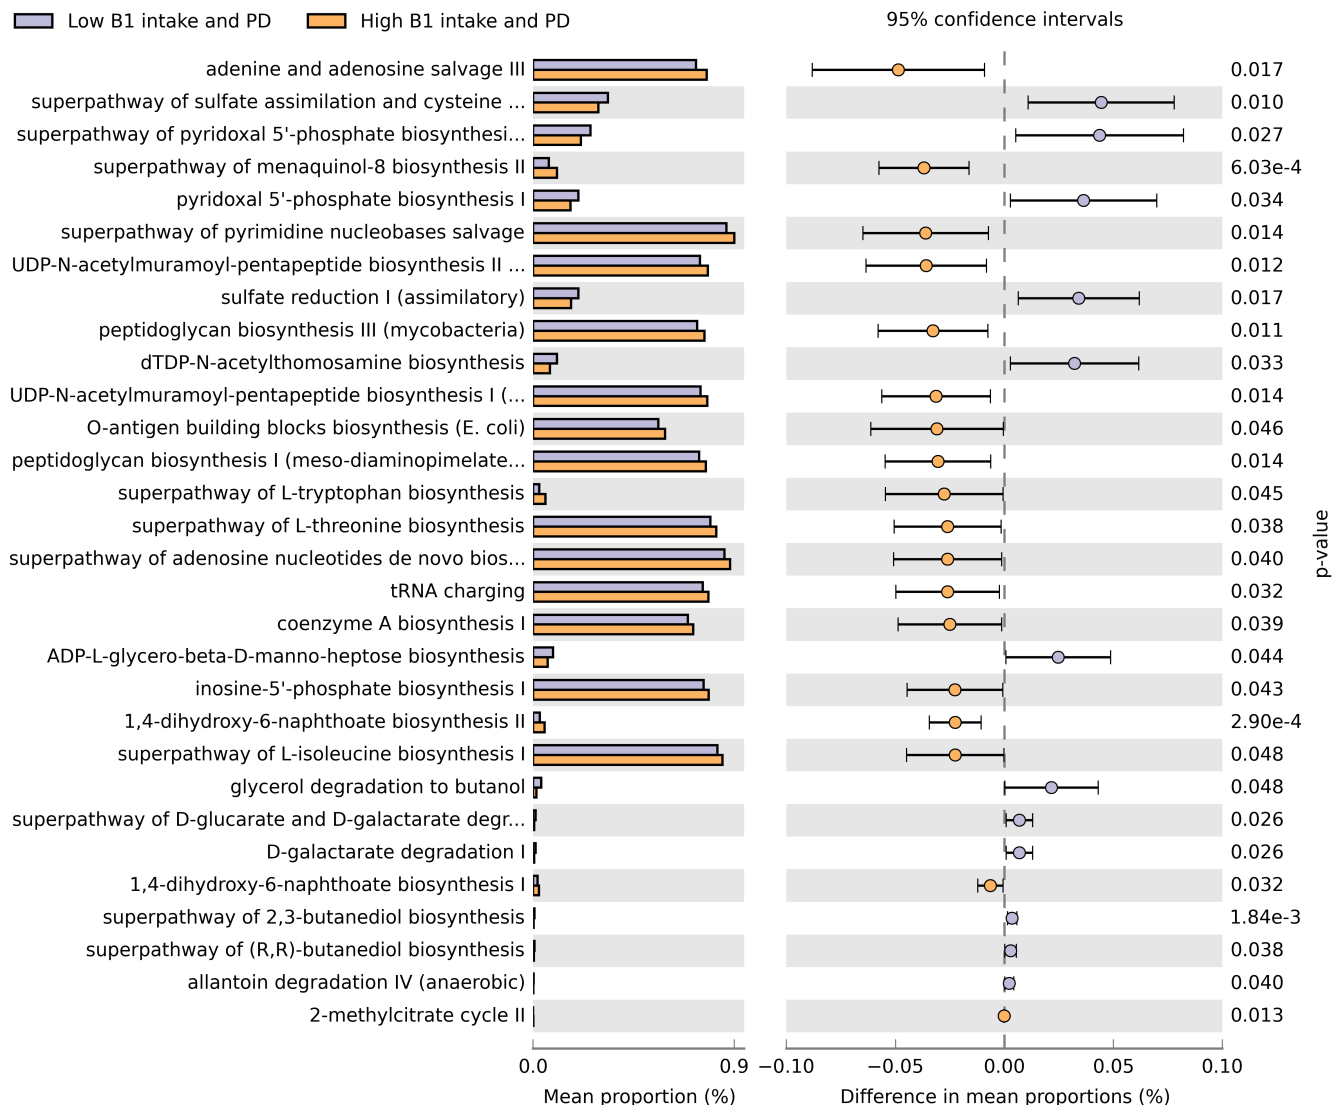 Low B1 intake and PD High B1 intake and PD 95% confidence intervals
adenine and adenosine salvage III 0.017
superpathway of sulfate assimilation and cysteine ... 0.010
superpathway of pyridoxal 5'-phosphate biosynthesi... 0.027
superpathway of menaquinol-8 biosynthesis II 6.03e-4
pyridoxal 5'-phosphate biosynthesis I 0.034
superpathway of pyrimidine nucleobases salvage 0.014
UDP-N-acetylmuramoyl-pentapeptide biosynthesis II ... 0.012
sulfate reduction I (assimilatory) 0.017
peptidoglycan biosynthesis III (mycobacteria) 0.011
dTDP-N-acetylthomosamine biosynthesis 0.033
UDP-N-acetylmuramoyl-pentapeptide biosynthesis I (... 0.014
O-antigen building blocks biosynthesis (E. coli) 0.046
peptidoglycan biosynthesis I (meso-diaminopimelate... 0.014
superpathway of L-tryptophan biosynthesis 0.045
superpathway of L-threonine biosynthesis 0.038
superpathway of adenosine nucleotides de novo bios... 0.040
tRNA charging 0.032
coenzyme A biosynthesis I 0.039
ADP-L-glycero-beta-D-manno-heptose biosynthesis 0.044
inosine-5'-phosphate biosynthesis I 0.043
1,4-dihydroxy-6-naphthoate biosynthesis II 2.90e-4
superpathway of L-isoleucine biosynthesis I 0.048
glycerol degradation to butanol 0.048
superpathway of D-glucarate and D-galactarate degr... 0.026
D-galactarate degradation I 0.026
1,4-dihydroxy-6-naphthoate biosynthesis I 0.032
superpathway of 2,3-butanediol biosynthesis 1.84e-3
superpathway of (R,R)-butanediol biosynthesis 0.038
allantoin degradation IV (anaerobic) 0.040
2-methylcitrate cycle II 0.013
p-value
0.0 0.9 −0.10 −0.05 0.00 0.05 0.10
Mean proportion (%) Difference in mean proportions (%)